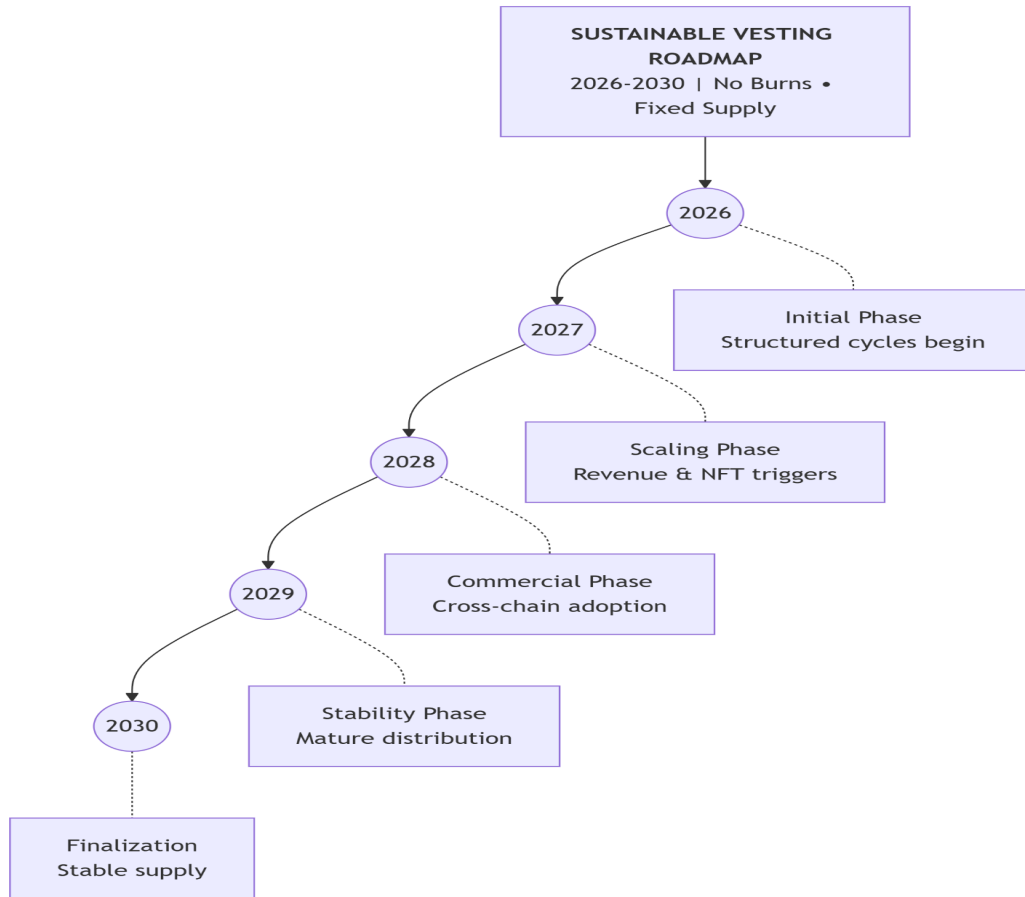 SUSTAINABLE VESTING
ROADMAP
2026-2030 | No Burns •
Fixed Supply
2026
Initial Phase
Structured cycles begin
2027
Scaling Phase
Revenue & NFT triggers
2028
Commercial Phase
Cross-chain adoption
2029
Stability Phase
Mature distribution
2030
Finalization
Stable supply